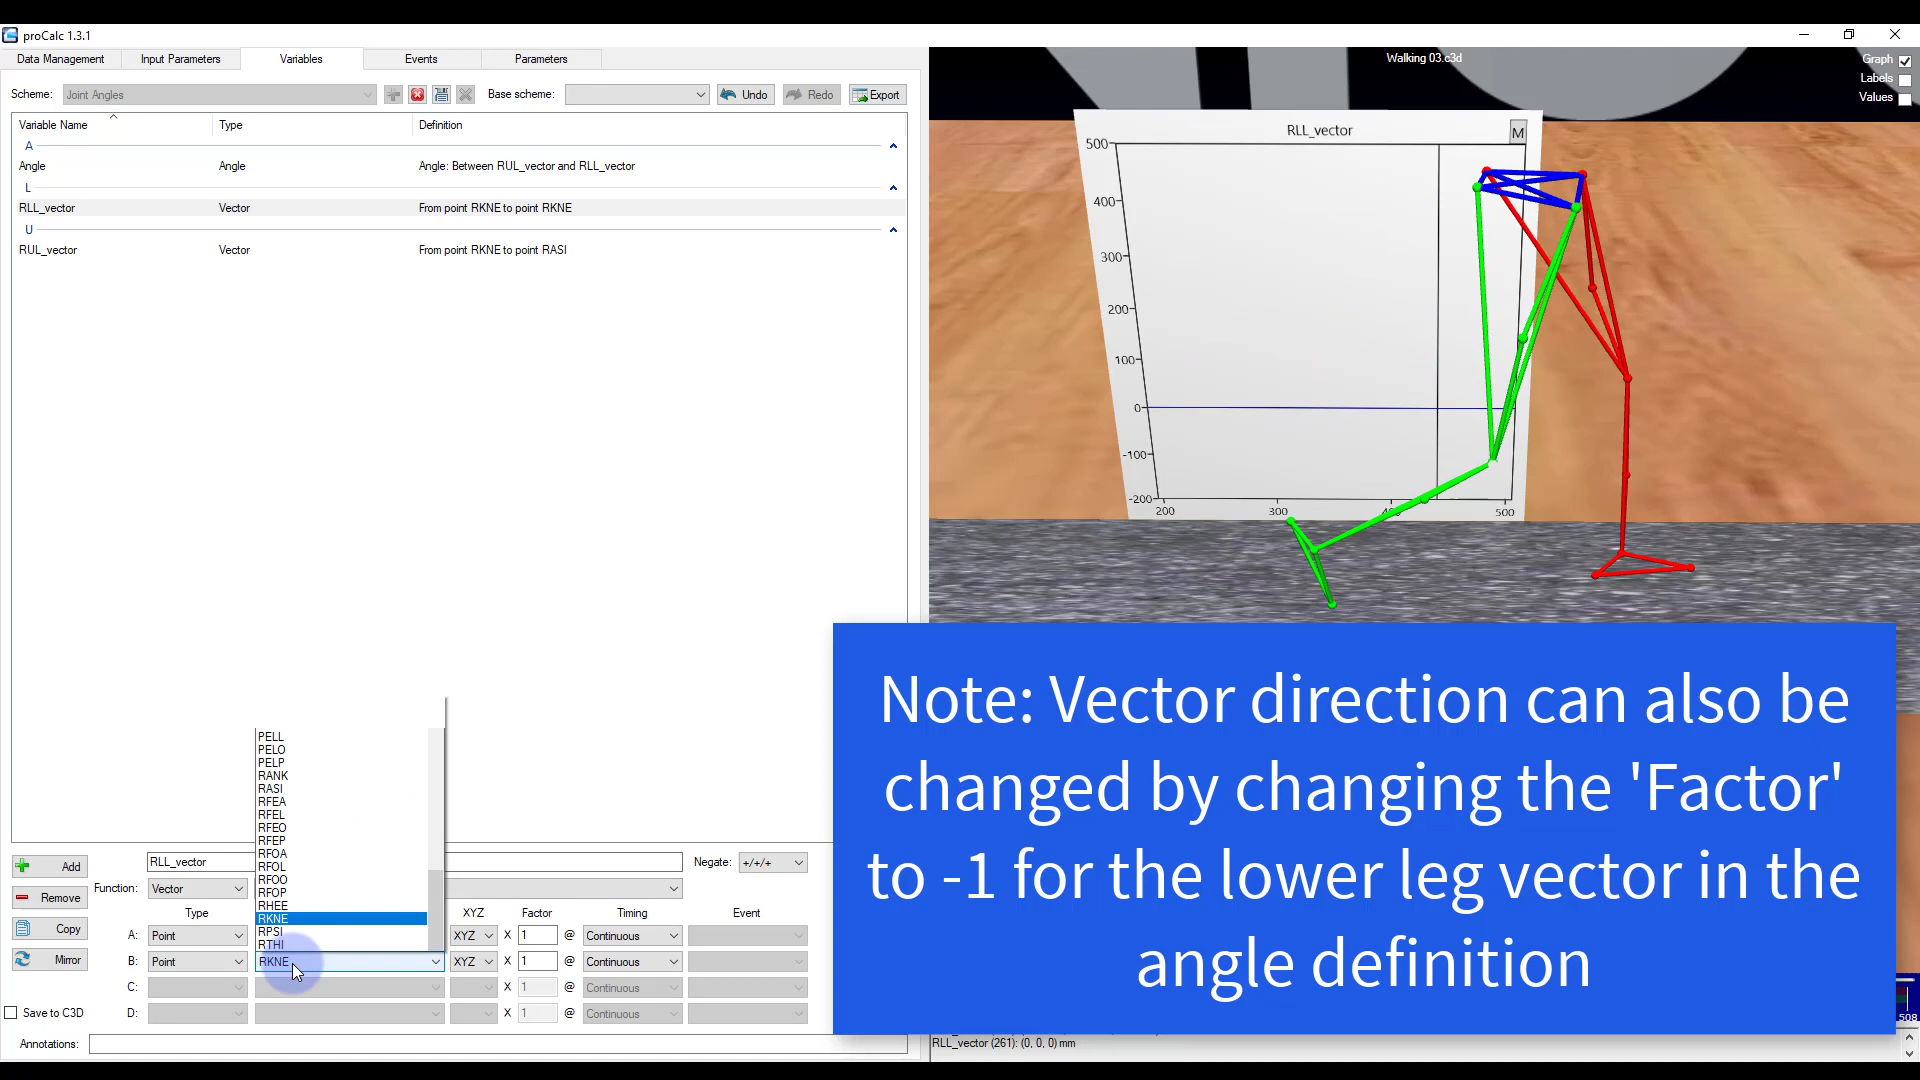 proCalc 1.3.1
Data Management Input Parameters Variables Events Parameters
Scheme: Joint Angles Base scheme: Undo Redo Export
Variable Name Type Definition
A
Angle Angle Angle: Between RUL_vector and RLL_vector
L
RLL_vector Vector From point RKNE to point RKNE
U
RUL_vector Vector From point RKNE to point RASI
Walking 03.c3d
Graph
Labels
Values
RLL_vector M
500
400
300
200
100
0
-100
-200
200 300 500
PELL
PELO
PELP
RANK
RASI
RFEA
RFEL
RFEO
RFEP
RFOA
RFOL
RFOO
RFOP
RHEE
RKNE
RPSI
RTHI
Add RLL_vector Negate: +/+/+
Remove Function: Vector
Type XYZ Factor Timing Event
Copy A: Point XYZ X 1 @ Continuous
Mirror B: Point RKNE XYZ X 1 @ Continuous
C: X 1 @ Continuous
Save to C3D D: X 1 @ Continuous
Annotations:
Note: Vector direction can also be
changed by changing the 'Factor'
to -1 for the lower leg vector in the
angle definition
508
RLL_vector (261): (0, 0, 0) mm